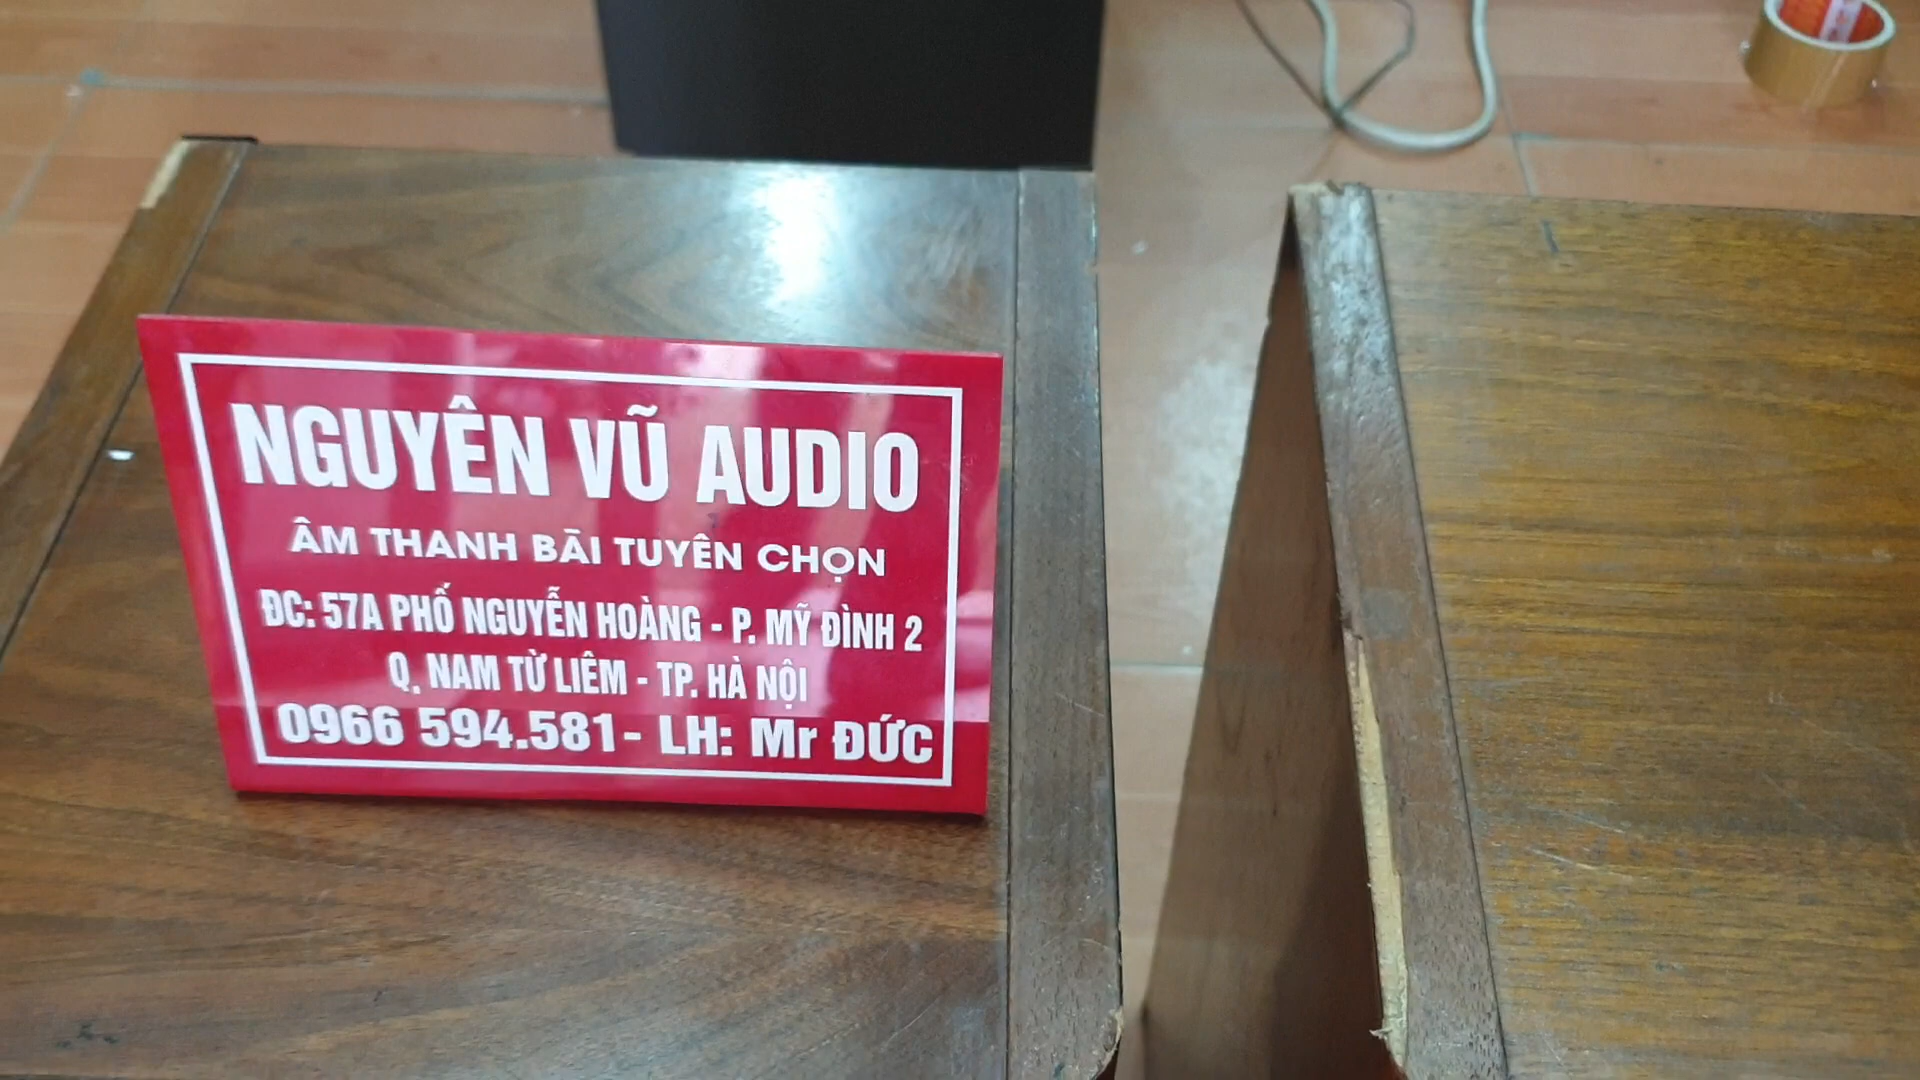 NGUYÊN VŨ AUDIO
ÂM THANH BÃI TUYÊN CHỌN
ĐC: 57A PHỐ NGUYỄN HOÀNG - P. MỸ ĐÌNH 2
Q. NAM TỪ LIÊM - TP. HÀ NỘI
0966 594.581- LH: Mr ĐỨC